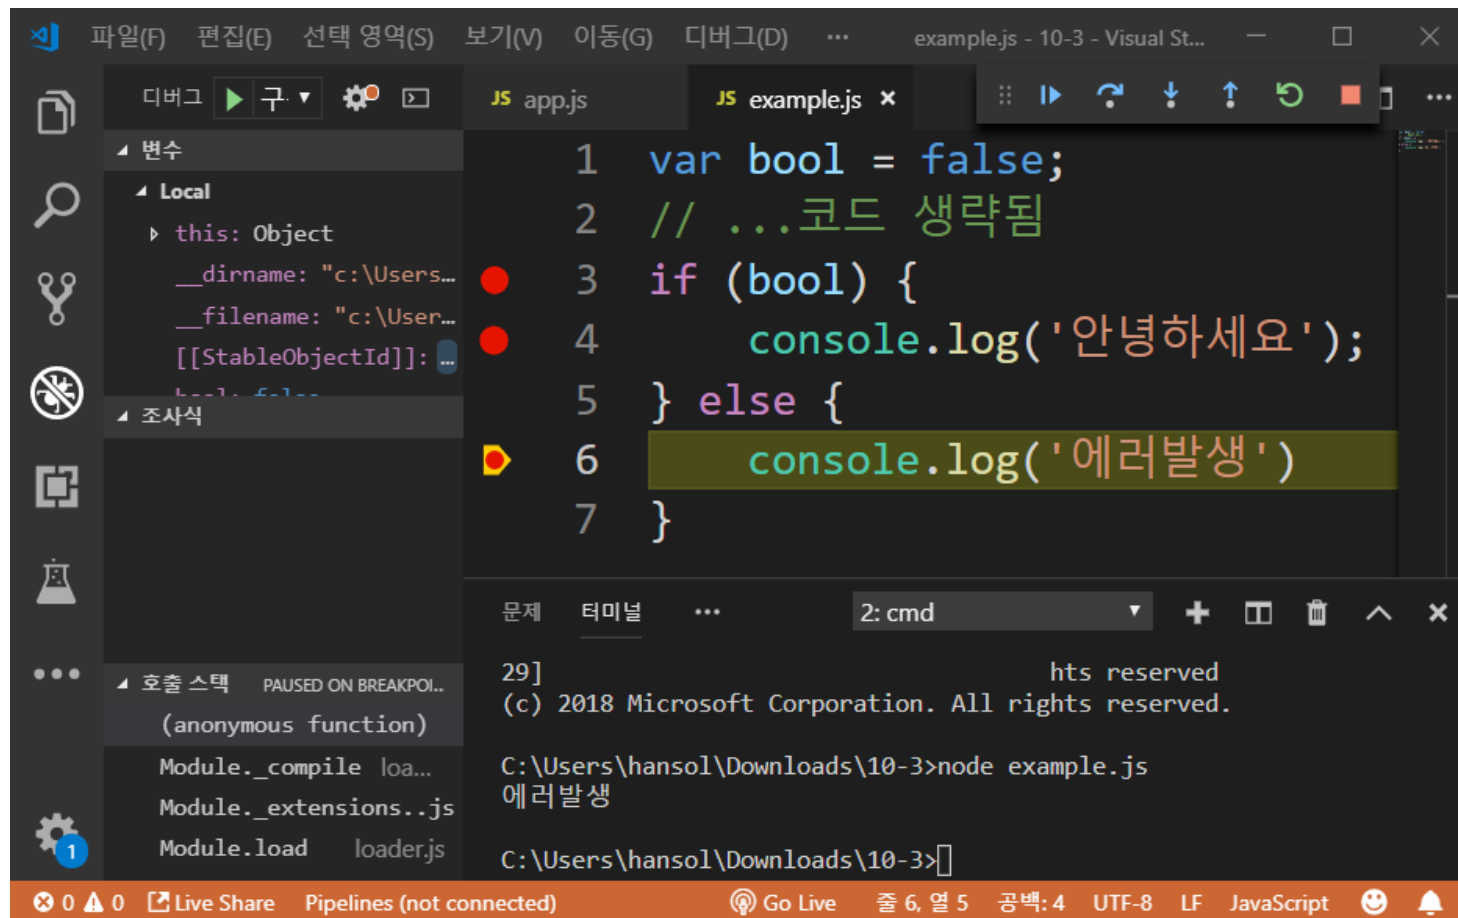 파일(F) 편집(E) 선택 영역(S) 보기(V) 이동(G) 디버그(D) ... example.js - 10-3 - Visual St...
디버그 구·
JS app.js JS example.js
변수
Local
this: Object
__dirname: "c:\Users…
__filename: "c:\User…
[[StableObjectId]]: …
조사식
호출 스택 PAUSED ON BREAKPOI...
(anonymous function)
Module._compile loa...
Module._extensions..js
Module.load loader.js
1
1 var bool = false;
2 // ...코드 생략됨
3 if (bool) {
4 console.log('안녕하세요');
5 } else {
6 console.log('에러발생')
7 }
문제 터미널 ... 2: cmd
29] hts reserved
(c) 2018 Microsoft Corporation. All rights reserved.
C:\Users\hansol\Downloads\10-3>node example.js
에러발생
C:\Users\hansol\Downloads\10-3>
0 0 Live Share Pipelines (not connected) Go Live 줄 6, 열 5 공백: 4 UTF-8 LF JavaScript